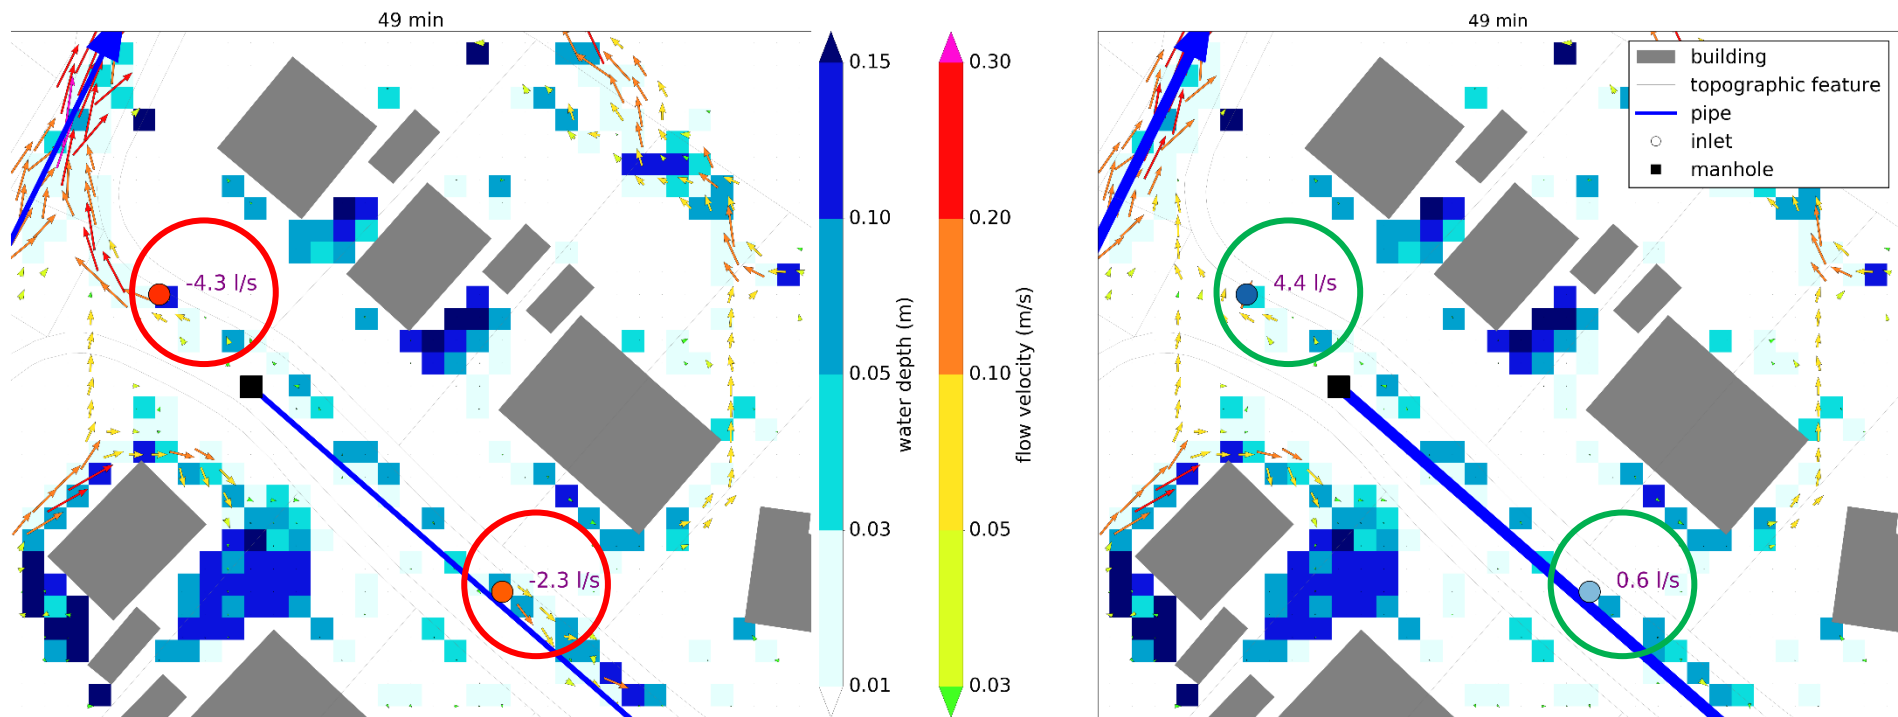 49 min
-4.3 l/s
-2.3 l/s
0.15
0.10
0.05
0.03
0.01
water depth (m)
0.30
0.20
0.10
0.05
0.03
flow velocity (m/s)
49 min
building
topographic feature
pipe
inlet
manhole
4.4 l/s
0.6 l/s